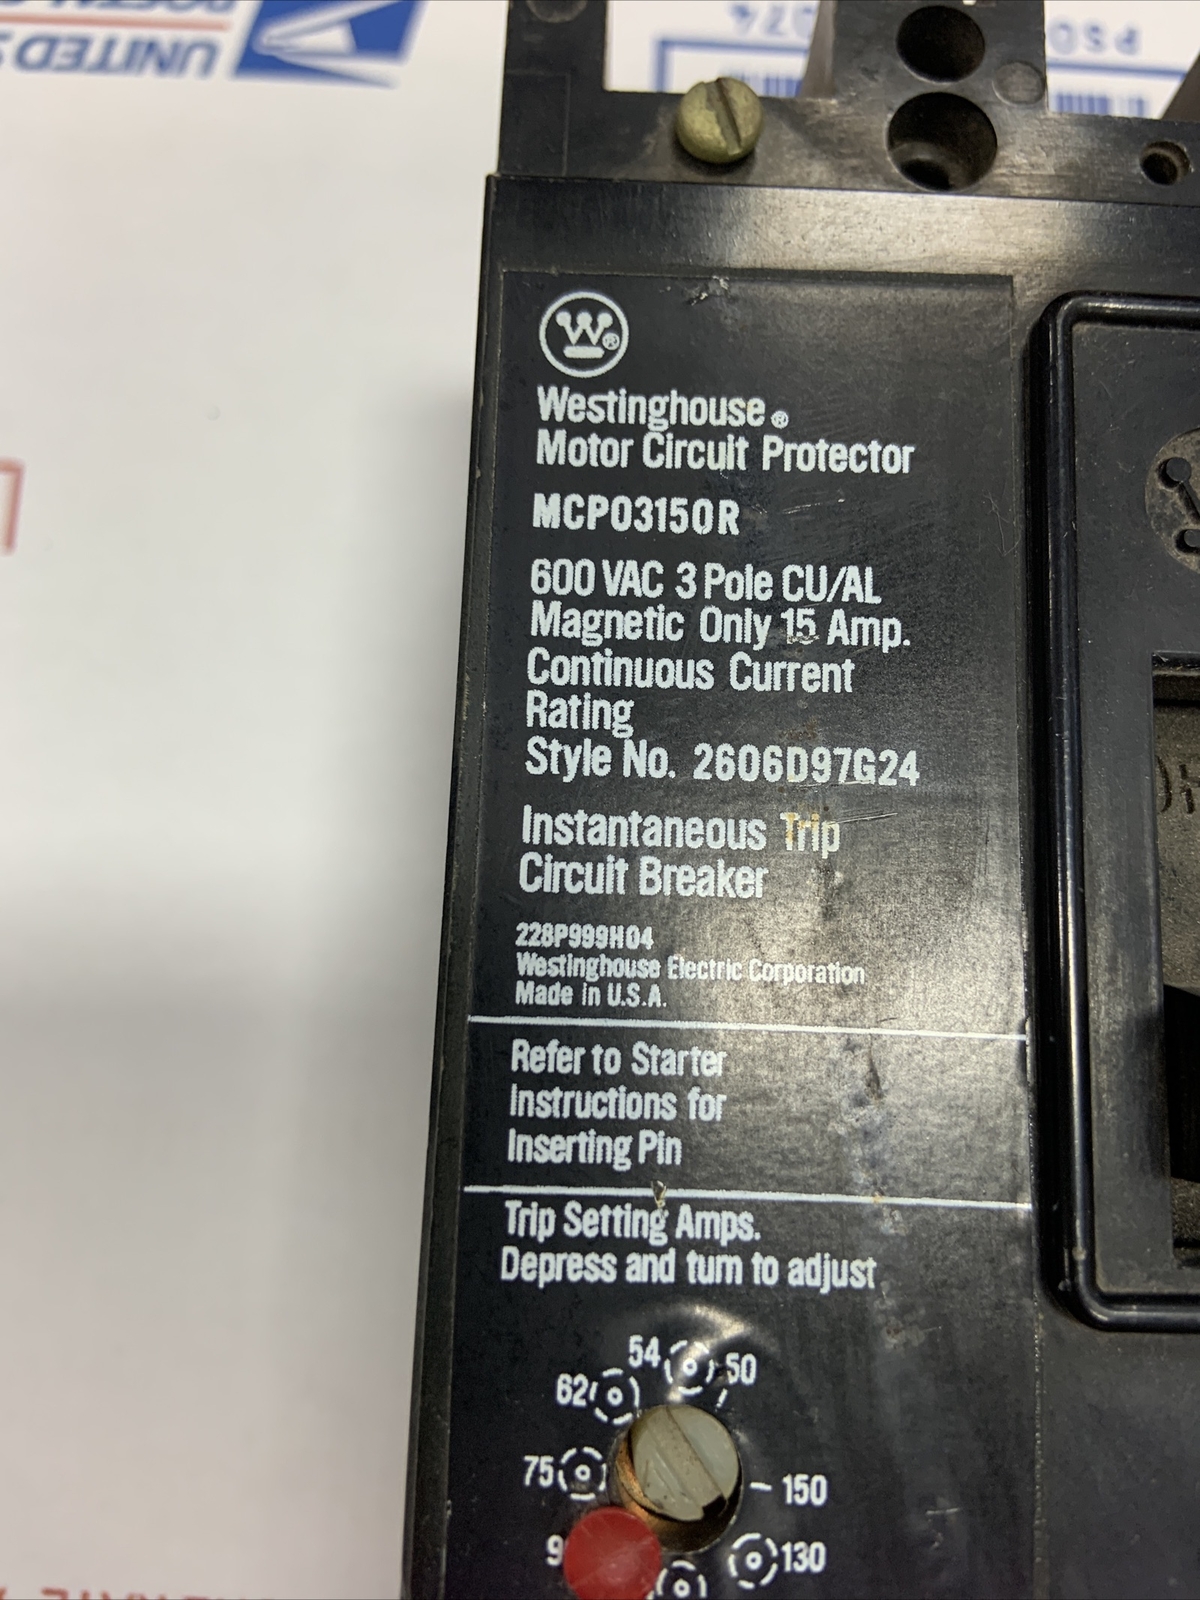 UNITED
PS0
074
W®
Westinghouse®
Motor Circuit Protector
MCP03150R
600 VAC 3 Pole CU/AL
Magnetic Only 15 Amp.
Continuous Current
Rating
Style No. 2606D97G24
Instantaneous Trip
Circuit Breaker
228P999H04
Westinghouse Electric Corporation
Made in U.S.A.
Refer to Starter
Instructions for
Inserting Pin
Trip Setting Amps.
Depress and turn to adjust
54 50
62
75 150
130